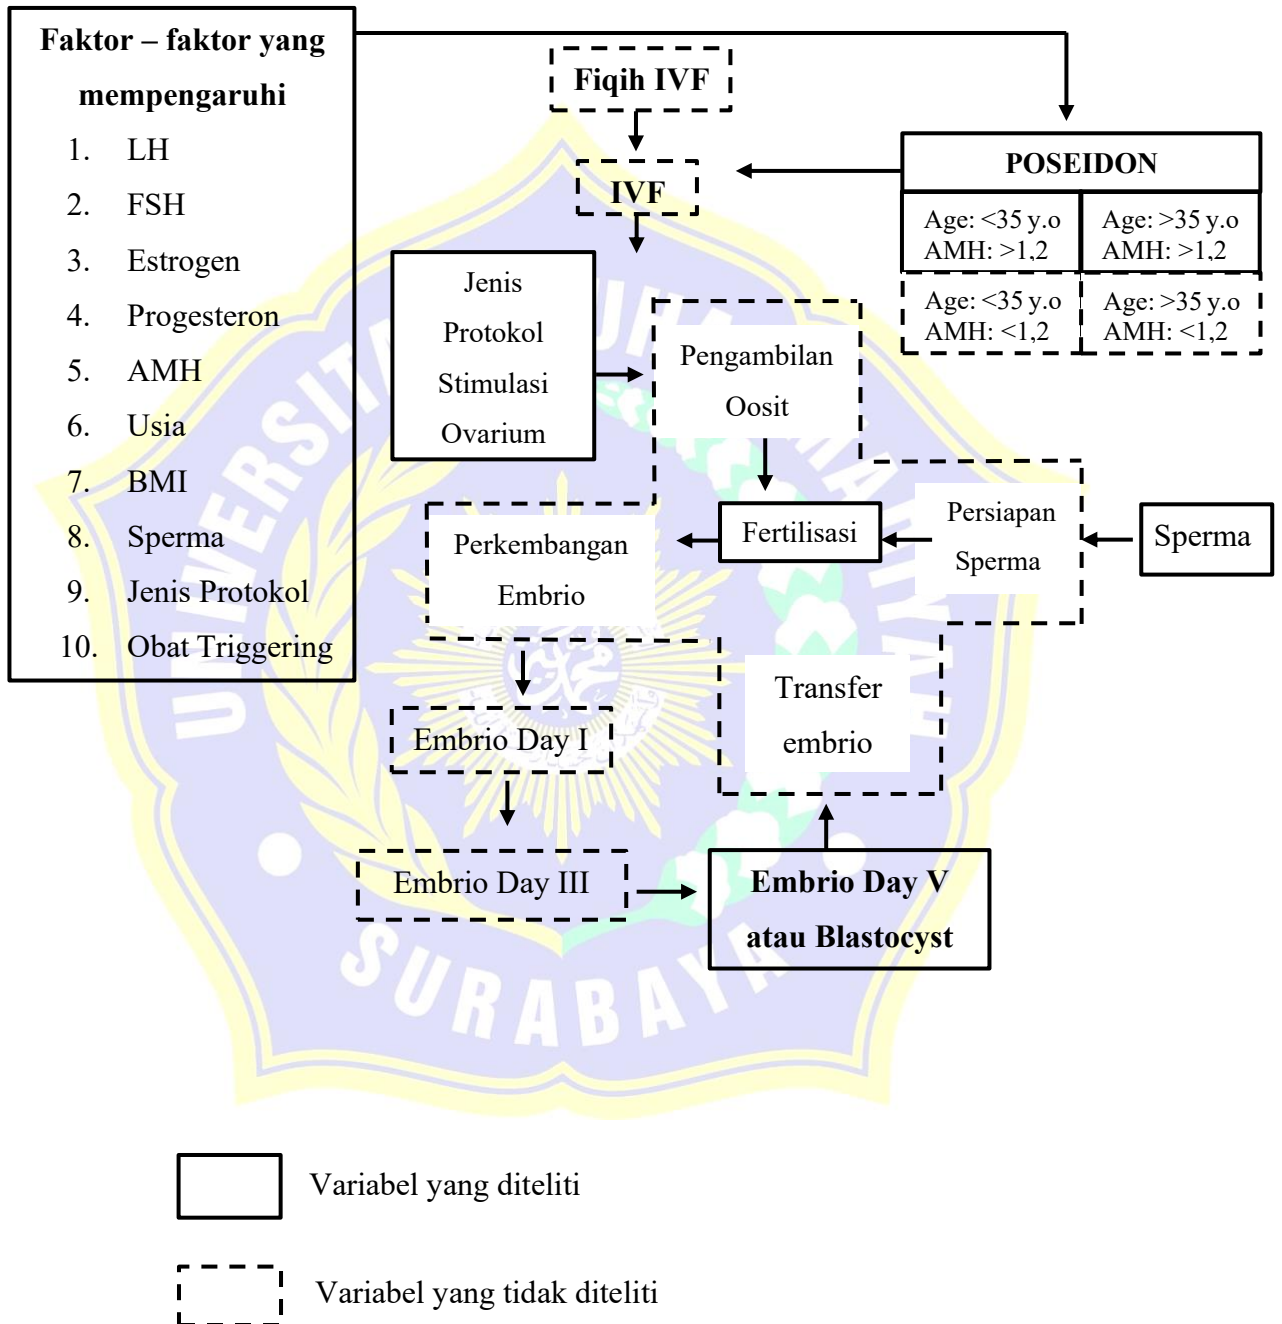 Faktor – faktor yang
mempengaruhi
1. LH
2. FSH
3. Estrogen
4. Progesteron
5. AMH
6. Usia
7. BMI
8. Sperma
9. Jenis Protokol
10. Obat Triggering
Fiqih IVF
IVF
POSEIDON
Age: <35 y.o
AMH: >1,2
Age: >35 y.o
AMH: >1,2
Age: <35 y.o
AMH: <1,2
Age: >35 y.o
AMH: <1,2
Jenis
Protokol
Stimulasi
Ovarium
Pengambilan
Oosit
Fertilisasi
Persiapan
Sperma
Sperma
Perkembangan
Embrio
Transfer
embrio
Embrio Day I
Embrio Day III
Embrio Day V
atau Blastocyst
SURABAYA
Variabel yang diteliti
Variabel yang tidak diteliti